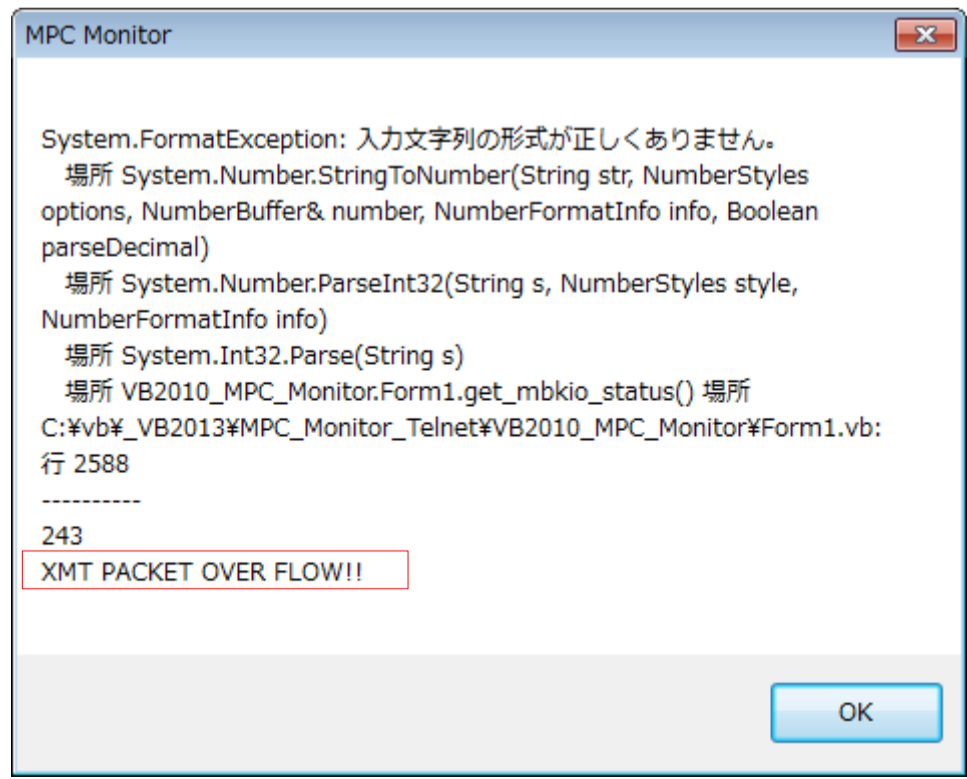 MPC Monitor
System.FormatException: 入力文字列の形式が正しくありません。
場所 System.Number.StringToNumber(String str, NumberStyles
options, NumberBuffer& number, NumberFormatInfo info, Boolean
parseDecimal)
場所 System.Number.ParseInt32(String s, NumberStyles style,
NumberFormatInfo info)
場所 System.Int32.Parse(String s)
場所 VB2010_MPC_Monitor.Form1.get_mbkio_status() 場所
C:¥vb¥_VB2013¥MPC_Monitor_Telnet¥VB2010_MPC_Monitor¥Form1.vb:
行 2588
----------
243
XMT PACKET OVER FLOW!!
OK